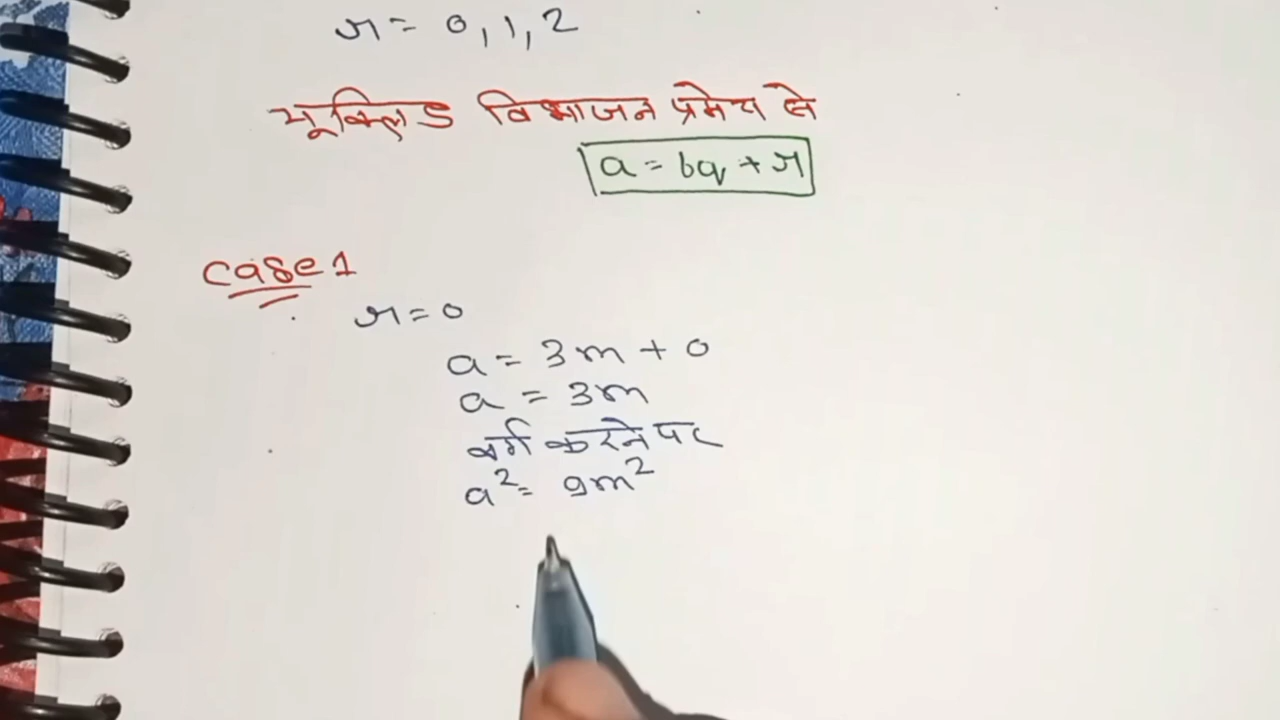 r = 0, 1, 2
यूक्लिड विभाजन प्रमेय से
a = bq + r
Case 1
r = 0
a = 3m + 0
a = 3m
वर्ग करने पर
a² = 9m²